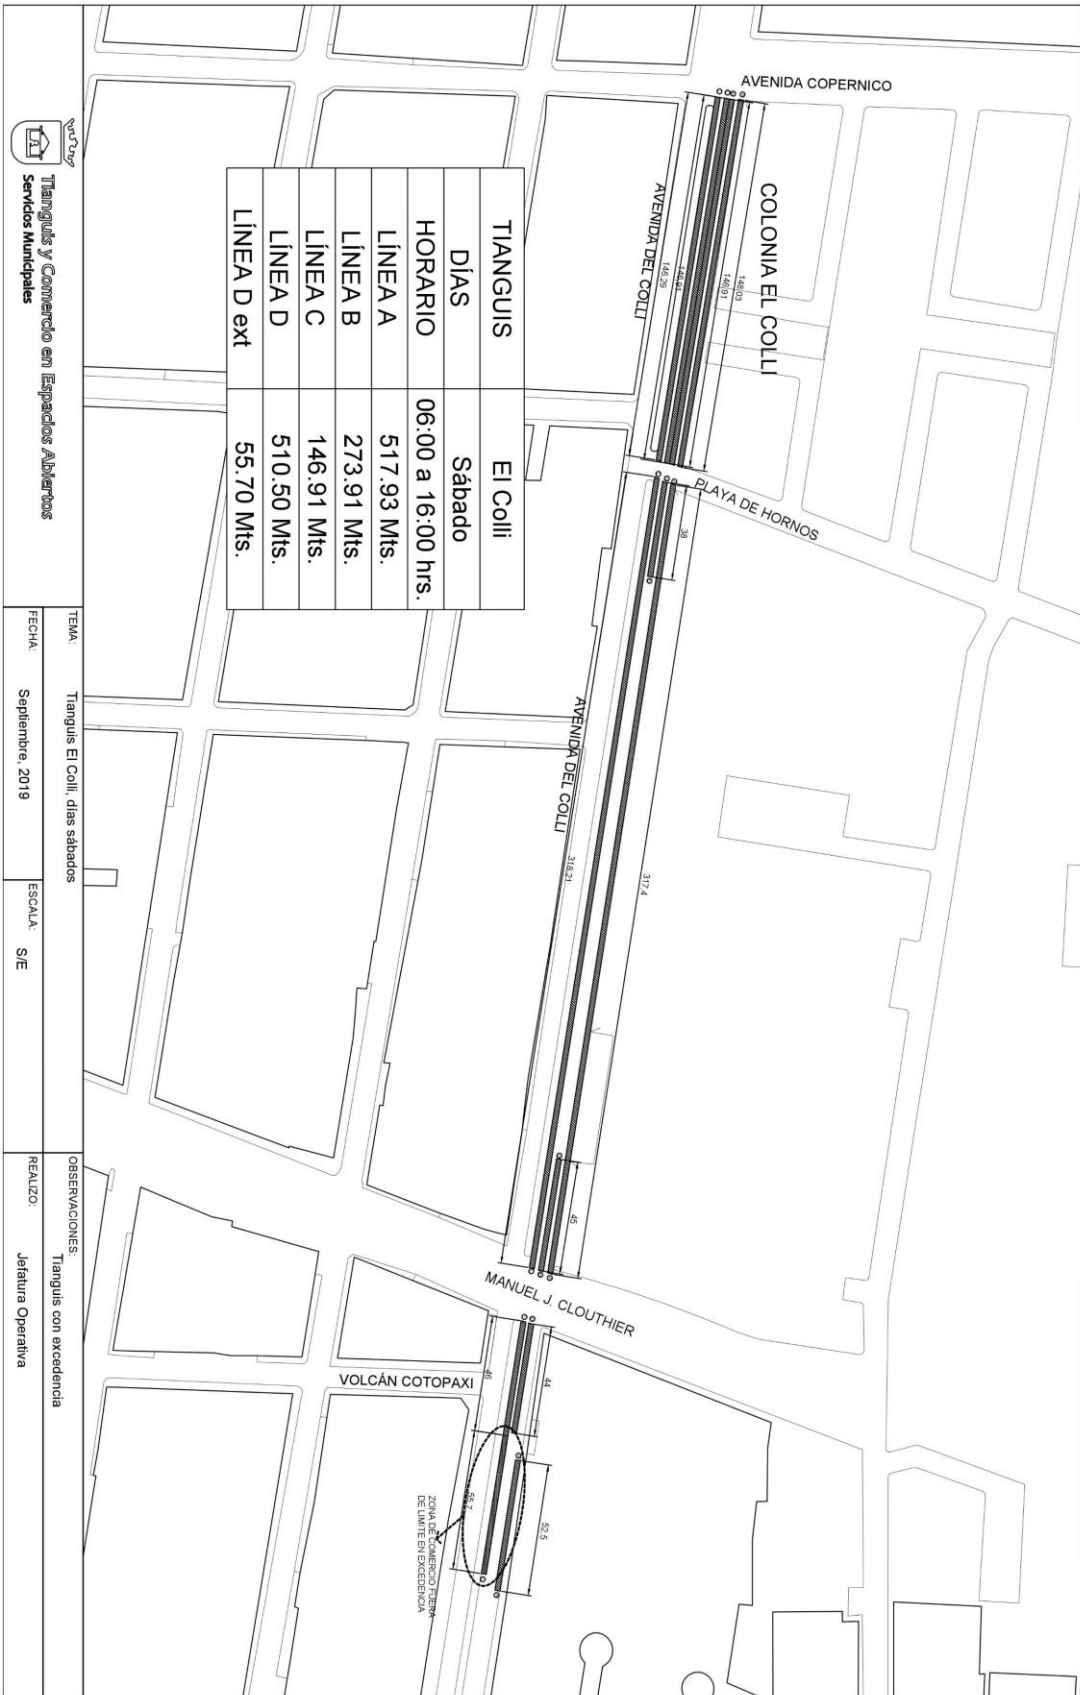 AVENIDA COPERNICO
COLONIA EL COLLI
148.03
146.91
146.91
146.29
AVENIDA DEL COLLI
PLAYA DE HORNOS
38
AVENIDA DEL COLLI
317.4
318.21
45
MANUEL J. CLOUTHIER
VOLCÁN COTOPAXI
46
44
55.7
52.5
ZONA DE COMERCIO FUERA
DE LIMITE EN EXCEDENCIA
TIANGUIS El Colli
DÍAS Sábado
HORARIO 06:00 a 16:00 hrs.
LÍNEA A 517.93 Mts.
LÍNEA B 273.91 Mts.
LÍNEA C 146.91 Mts.
LÍNEA D 510.50 Mts.
LÍNEA D ext 55.70 Mts.
Tianguis y Comercio en Espacios Abiertos
Servicios Municipales
TEMA: Tianguis El Colli, días sábados
FECHA: Septiembre, 2019
ESCALA: S/E
OBSERVACIONES: Tianguis con excedencia
REALIZO: Jefatura Operativa